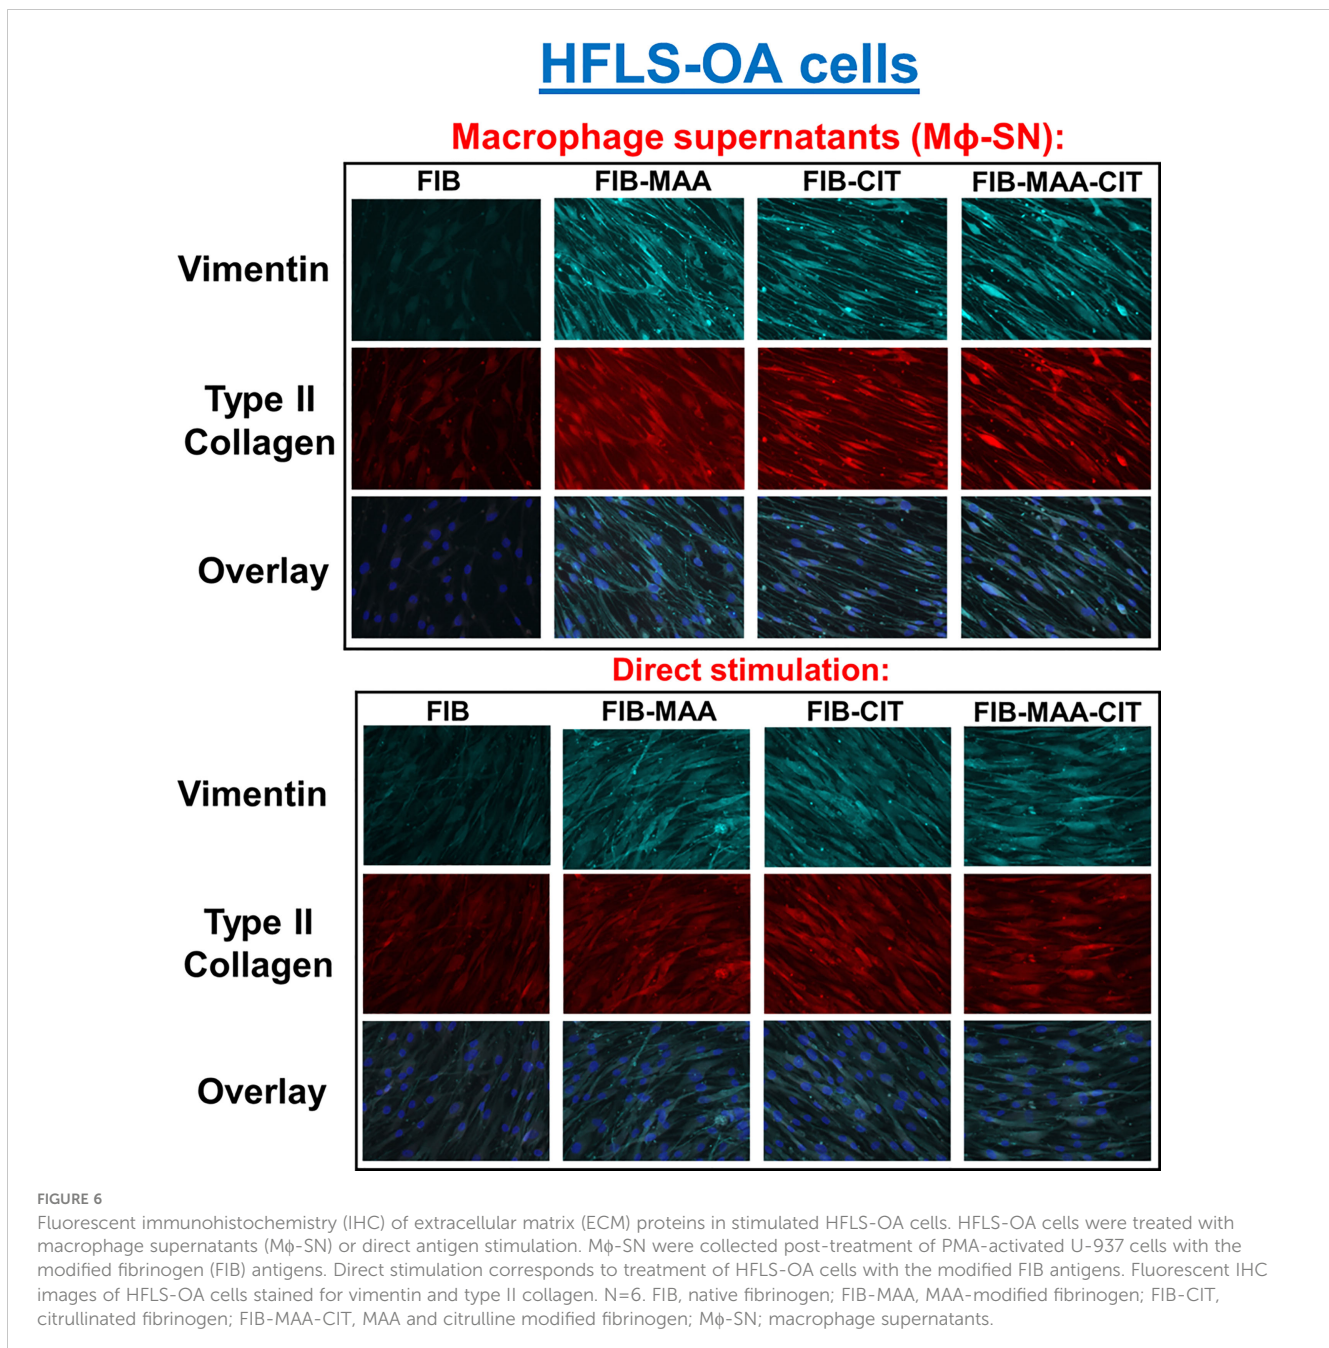 HFLS-OA cells
Macrophage supernatants (Mϕ-SN):
FIB FIB-MAA FIB-CIT FIB-MAA-CIT
Vimentin
Type II
Collagen
Overlay
Direct stimulation:
FIB FIB-MAA FIB-CIT FIB-MAA-CIT
Vimentin
Type II
Collagen
Overlay
FIGURE 6
Fluorescent immunohistochemistry (IHC) of extracellular matrix (ECM) proteins in stimulated HFLS-OA cells. HFLS-OA cells were treated with
macrophage supernatants (Mϕ-SN) or direct antigen stimulation. Mϕ-SN were collected post-treatment of PMA-activated U-937 cells with the
modified fibrinogen (FIB) antigens. Direct stimulation corresponds to treatment of HFLS-OA cells with the modified FIB antigens. Fluorescent IHC
images of HFLS-OA cells stained for vimentin and type II collagen. N=6. FIB, native fibrinogen; FIB-MAA, MAA-modified fibrinogen; FIB-CIT,
citrullinated fibrinogen; FIB-MAA-CIT, MAA and citrulline modified fibrinogen; Mϕ-SN; macrophage supernatants.